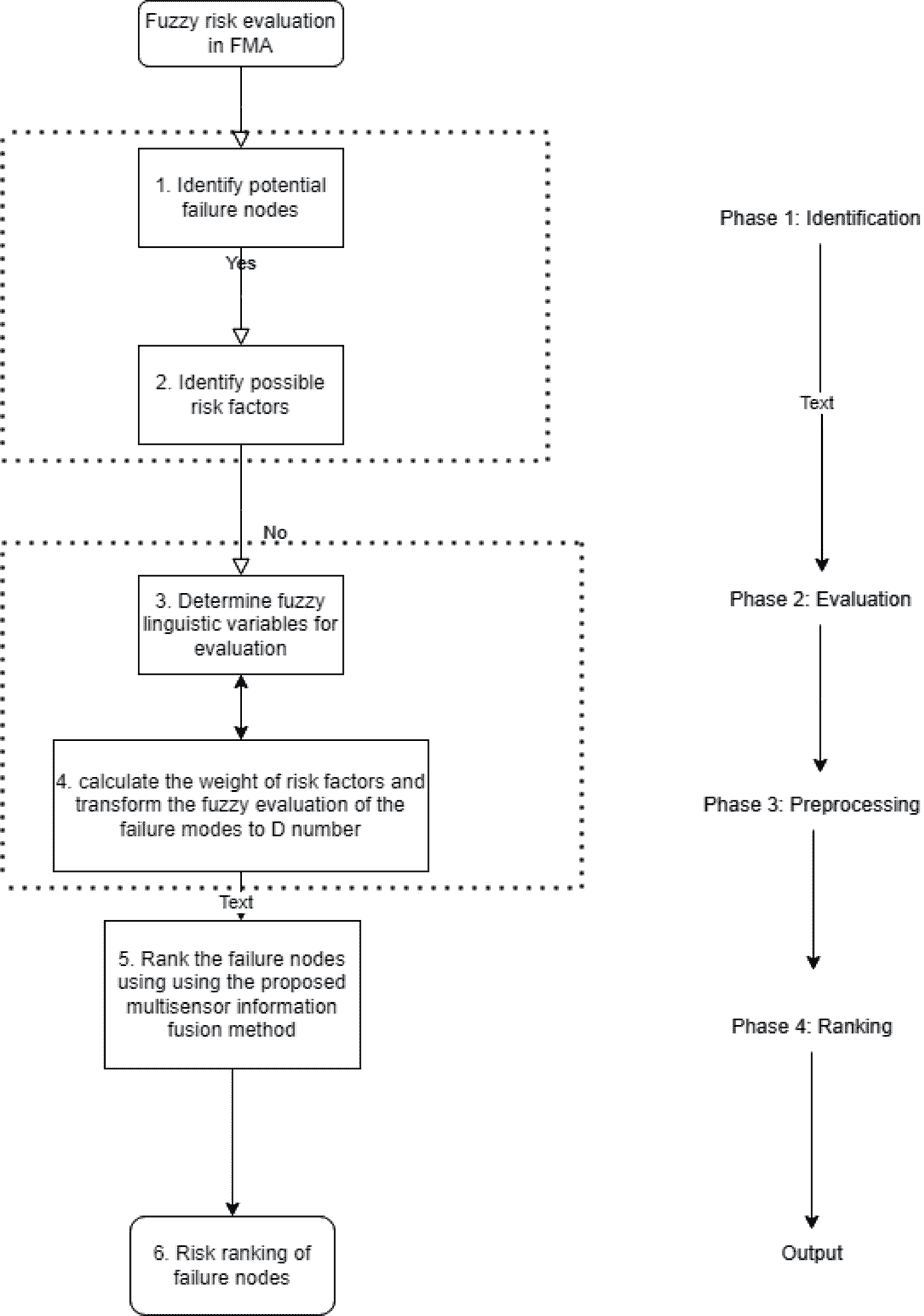 Fuzzy risk evaluation
in FMA
1. Identify potential
failure nodes
Yes
2. Identify possible
risk factors
No
3. Determine fuzzy
linguistic variables for
evaluation
4. calculate the weight of risk factors and
transform the fuzzy evaluation of the
failure modes to D number
Text
5. Rank the failure nodes
using using the proposed
multisensor information
fusion method
6. Risk ranking of
failure nodes
Phase 1: Identification
Text
Phase 2: Evaluation
Phase 3: Preprocessing
Phase 4: Ranking
Output